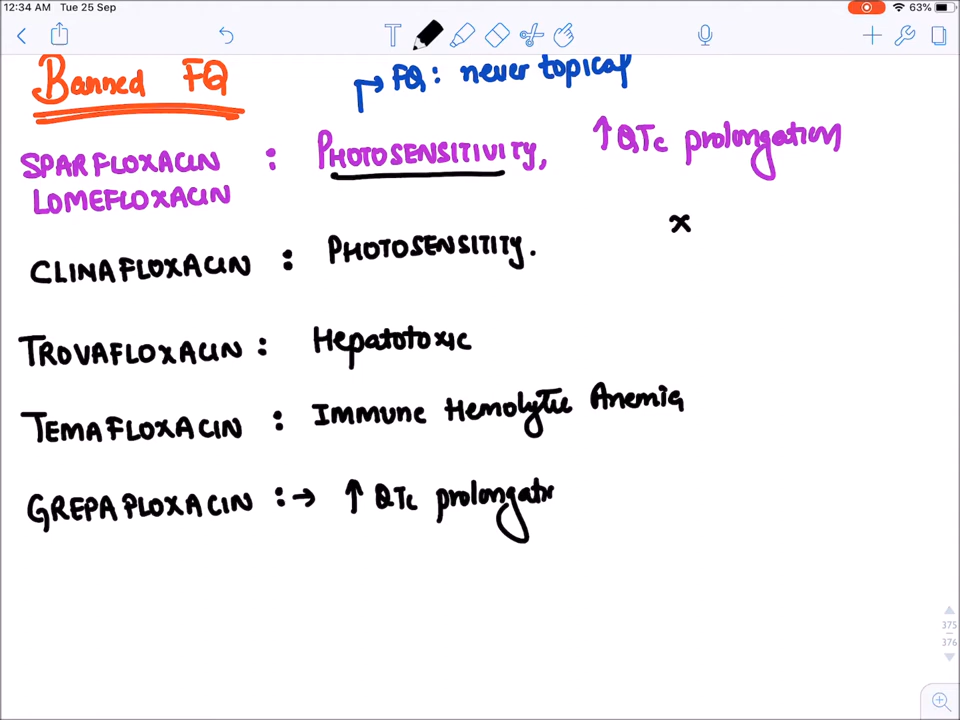 12:34 AM Tue 25 Sep 63%
T
Banned FQ
FQ: never topical
SPARFLOXACIN : PHOTOSENSITIVITY, ↑QTc prolongation
LOMEFLOXACIN
x
CLINAFLOXACIN : PHOTOSENSITITY.
TROVAFLOXACIN : Hepatotoxic
TEMAFLOXACIN : Immune Hemolytic Anemia
GREPAFLOXACIN :→ ↑ QTc prolongatn
375
376